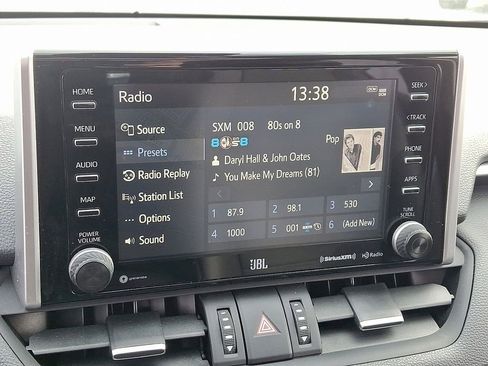 HOME
MENU
AUDIO
MAP
POWER
VOLUME
Radio
13:38
DCM
Source
Presets
Radio Replay
Station List
Options
Sound
SXM 008 80s on 8
Pop
Daryl Hall & John Oates
You Make My Dreams (81)
1 87.9
2 98.1
3 530
4 1000
5 001
6 (Add New)
SEEK >
< TRACK
PHONE
APPS
TUNE
SCROLL
JBL
SiriusXM
HD Radio